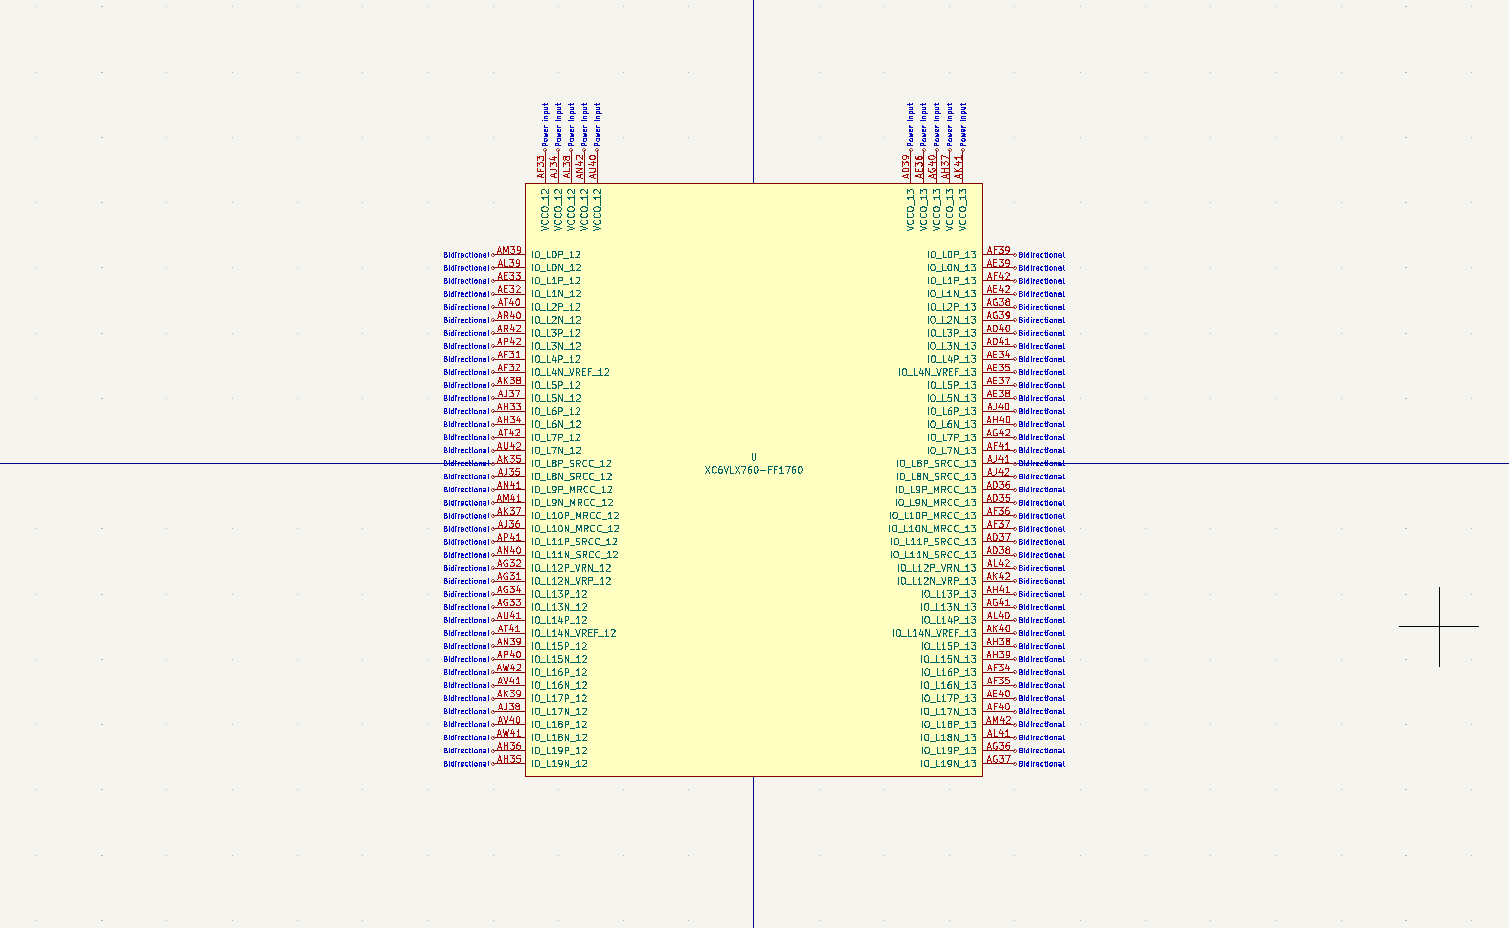 Power Input Power Input Power Input Power Input Power Input Power Input Power Input Power Input Power Input Power Input
AF33 AJ34 AL38 AN42 AU40 AD39 AE36 AG40 AH37 AK41
VCCO_12 VCCO_12 VCCO_12 VCCO_12 VCCO_12 VCCO_13 VCCO_13 VCCO_13 VCCO_13 VCCO_13
Bidirectional AM39 IO_L0P_12 IO_L0P_13 AF39 Bidirectional
Bidirectional AL39 IO_L0N_12 IO_L0N_13 AE39 Bidirectional
Bidirectional AE33 IO_L1P_12 IO_L1P_13 AF42 Bidirectional
Bidirectional AE32 IO_L1N_12 IO_L1N_13 AE42 Bidirectional
Bidirectional AT40 IO_L2P_12 IO_L2P_13 AG38 Bidirectional
Bidirectional AR40 IO_L2N_12 IO_L2N_13 AG39 Bidirectional
Bidirectional AR42 IO_L3P_12 IO_L3P_13 AD40 Bidirectional
Bidirectional AP42 IO_L3N_12 IO_L3N_13 AD41 Bidirectional
Bidirectional AF31 IO_L4P_12 IO_L4P_13 AE34 Bidirectional
Bidirectional AF32 IO_L4N_VREF_12 IO_L4N_VREF_13 AE35 Bidirectional
Bidirectional AK38 IO_L5P_12 IO_L5P_13 AE37 Bidirectional
Bidirectional AJ37 IO_L5N_12 IO_L5N_13 AE38 Bidirectional
Bidirectional AH33 IO_L6P_12 IO_L6P_13 AJ40 Bidirectional
Bidirectional AH34 IO_L6N_12 IO_L6N_13 AH40 Bidirectional
Bidirectional AT42 IO_L7P_12 IO_L7P_13 AG42 Bidirectional
Bidirectional AU42 IO_L7N_12 IO_L7N_13 AF41 Bidirectional
U
Bidirectional AK35 IO_L8P_SRCC_12 IO_L8P_SRCC_13 AJ41 Bidirectional
XC6VLX760-FF1760
Bidirectional AJ35 IO_L8N_SRCC_12 IO_L8N_SRCC_13 AJ42 Bidirectional
Bidirectional AN41 IO_L9P_MRCC_12 IO_L9P_MRCC_13 AD36 Bidirectional
Bidirectional AM41 IO_L9N_MRCC_12 IO_L9N_MRCC_13 AD35 Bidirectional
Bidirectional AK37 IO_L10P_MRCC_12 IO_L10P_MRCC_13 AF36 Bidirectional
Bidirectional AJ36 IO_L10N_MRCC_12 IO_L10N_MRCC_13 AF37 Bidirectional
Bidirectional AP41 IO_L11P_SRCC_12 IO_L11P_SRCC_13 AD37 Bidirectional
Bidirectional AN40 IO_L11N_SRCC_12 IO_L11N_SRCC_13 AD38 Bidirectional
Bidirectional AG32 IO_L12P_VRN_12 IO_L12P_VRN_13 AL42 Bidirectional
Bidirectional AG31 IO_L12N_VRP_12 IO_L12N_VRP_13 AK42 Bidirectional
Bidirectional AG34 IO_L13P_12 IO_L13P_13 AH41 Bidirectional
Bidirectional AG33 IO_L13N_12 IO_L13N_13 AG41 Bidirectional
Bidirectional AU41 IO_L14P_12 IO_L14P_13 AL40 Bidirectional
Bidirectional AT41 IO_L14N_VREF_12 IO_L14N_VREF_13 AK40 Bidirectional
Bidirectional AN39 IO_L15P_12 IO_L15P_13 AH38 Bidirectional
Bidirectional AP40 IO_L15N_12 IO_L15N_13 AH39 Bidirectional
Bidirectional AW42 IO_L16P_12 IO_L16P_13 AF34 Bidirectional
Bidirectional AV41 IO_L16N_12 IO_L16N_13 AF35 Bidirectional
Bidirectional AK39 IO_L17P_12 IO_L17P_13 AE40 Bidirectional
Bidirectional AJ38 IO_L17N_12 IO_L17N_13 AF40 Bidirectional
Bidirectional AV40 IO_L18P_12 IO_L18P_13 AM42 Bidirectional
Bidirectional AW41 IO_L18N_12 IO_L18N_13 AL41 Bidirectional
Bidirectional AH36 IO_L19P_12 IO_L19P_13 AG36 Bidirectional
Bidirectional AH35 IO_L19N_12 IO_L19N_13 AG37 Bidirectional